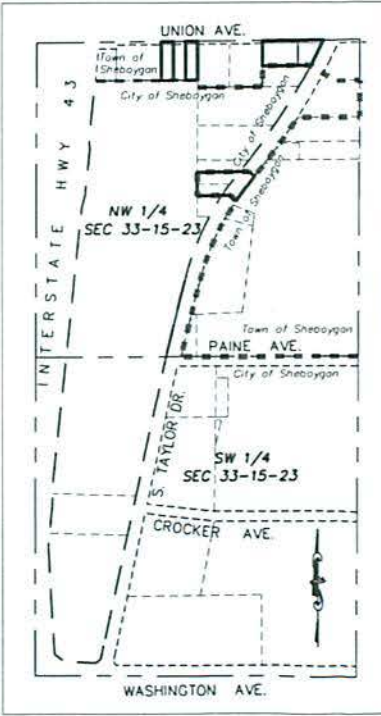 UNION AVE.
Town of
Sheboygan
City of Sheboygan
City of Sheboygan
Town of Sheboygan
INTERSTATE HWY 43
NW 1/4
SEC 33-15-23
Town of Sheboygan
PAINE AVE.
City of Sheboygan
S. TAYLOR DR.
SW 1/4
SEC 33-15-23
CROCKER AVE.
WASHINGTON AVE.